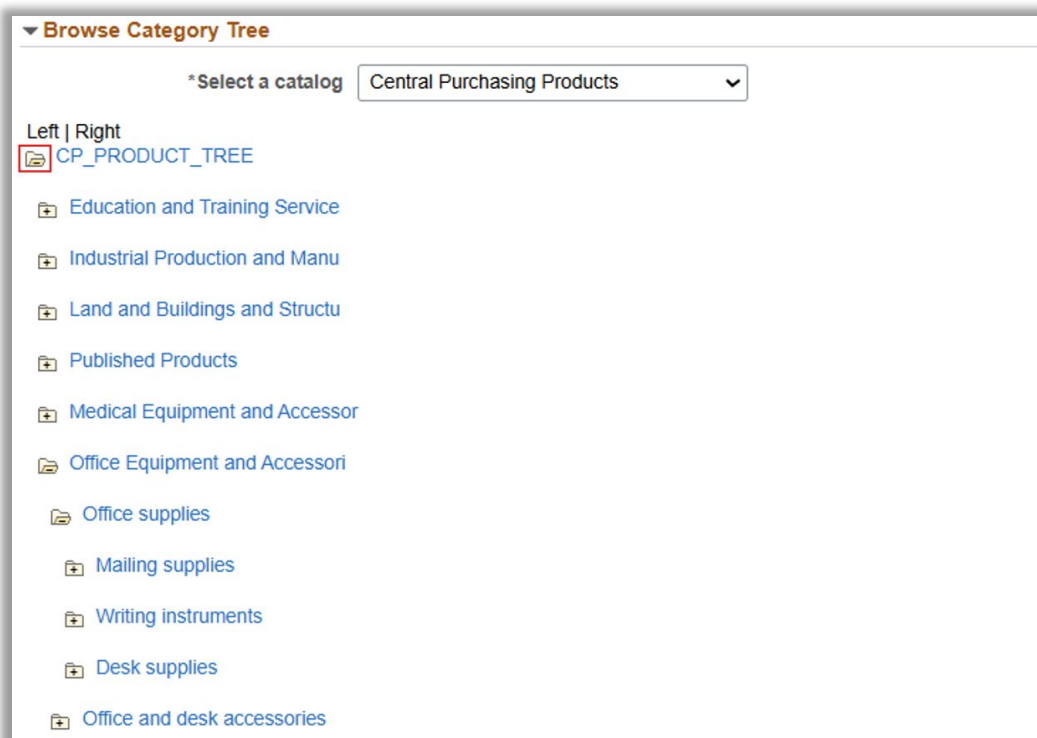 Browse Category Tree
*Select a catalog Central Purchasing Products
Left | Right
CP_PRODUCT_TREE
Education and Training Service
Industrial Production and Manu
Land and Buildings and Structu
Published Products
Medical Equipment and Accessor
Office Equipment and Accessori
Office supplies
Mailing supplies
Writing instruments
Desk supplies
Office and desk accessories